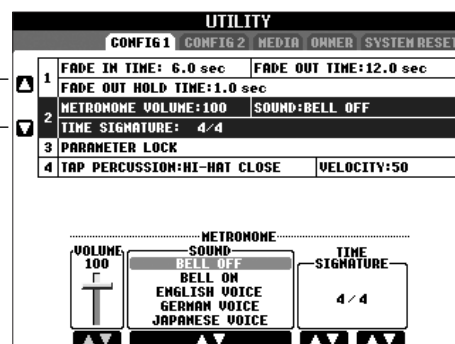 UTILITY
CONFIG 1 CONFIG 2 MEDIA OWNER SYSTEM RESET
1 FADE IN TIME: 6.0 sec FADE OUT TIME:12.0 sec
FADE OUT HOLD TIME:1.0 sec
2 METRONOME VOLUME:100 SOUND:BELL OFF
TIME SIGNATURE: 4/4
3 PARAMETER LOCK
4 TAP PERCUSSION:HI-HAT CLOSE VELOCITY:50
METRONOME
VOLUME SOUND TIME SIGNATURE
100 BELL OFF
BELL ON
ENGLISH VOICE 4/4
GERMAN VOICE
JAPANESE VOICE